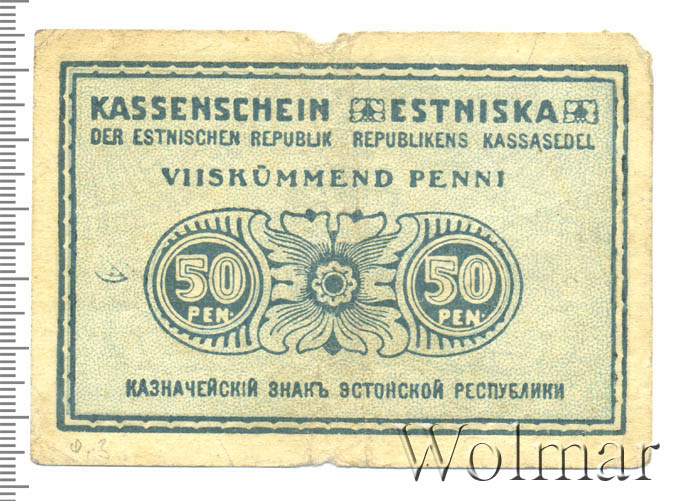 KASSENSCHEIN ESTNISKA
DER ESTNISCHEN REPUBLIK REPUBLIKENS KASSASEDEL
VIISKÜMMEND PENNI
50 PEN. 50 PEN.
КАЗНАЧЕЙСКІЙ ЗНАКЪ ЭСТОНСКОЙ РЕСПУБЛИКИ
Wolmar